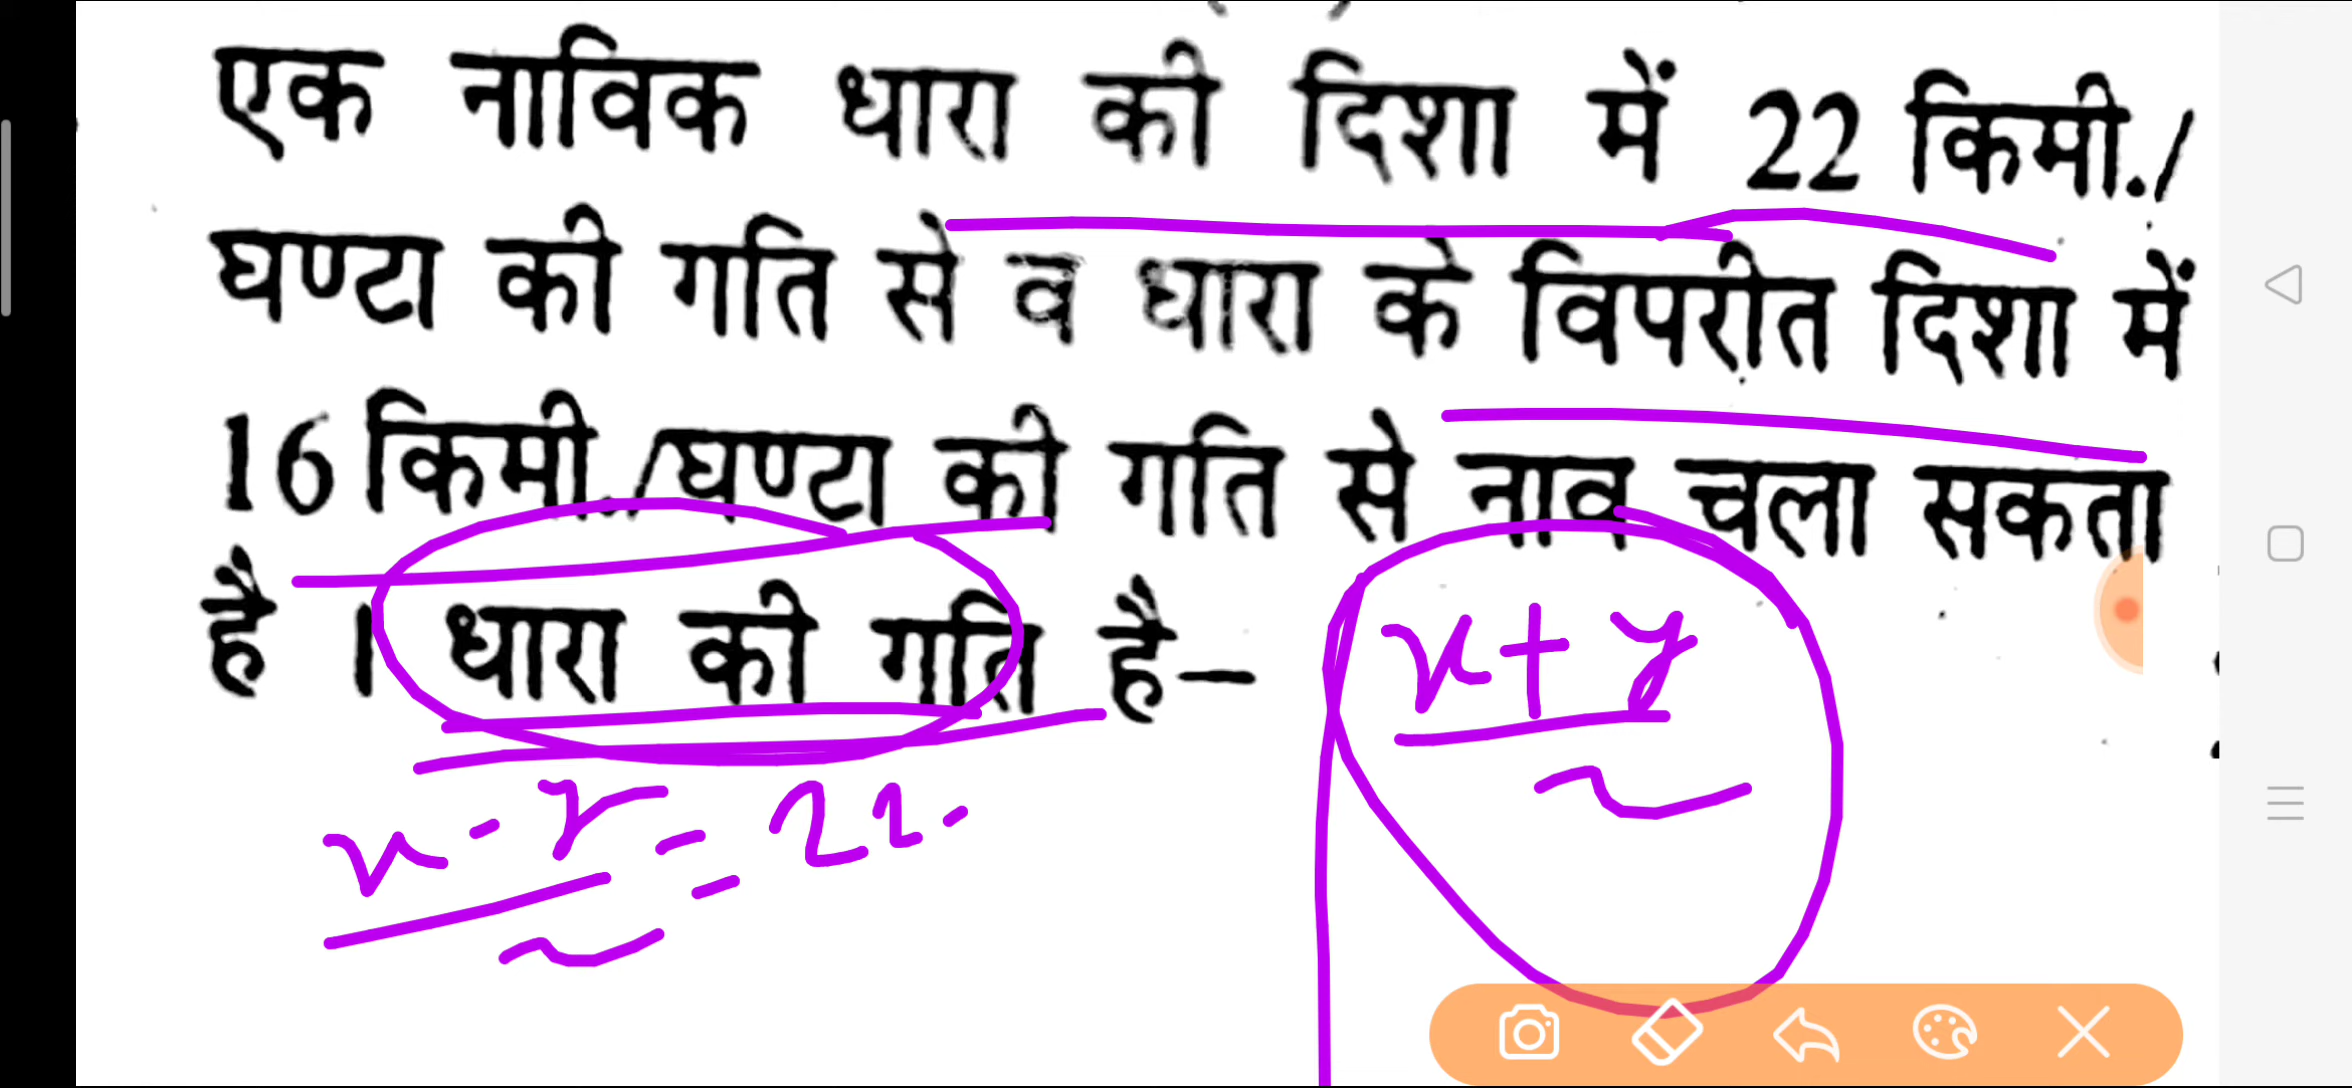 एक नाविक धारा की दिशा में 22 किमी./
घण्टा की गति से व धारा के विपरीत दिशा में
16 किमी./घण्टा की गति से नाव चला सकता
है । धारा की गति है–
x + y
x - y = 22.